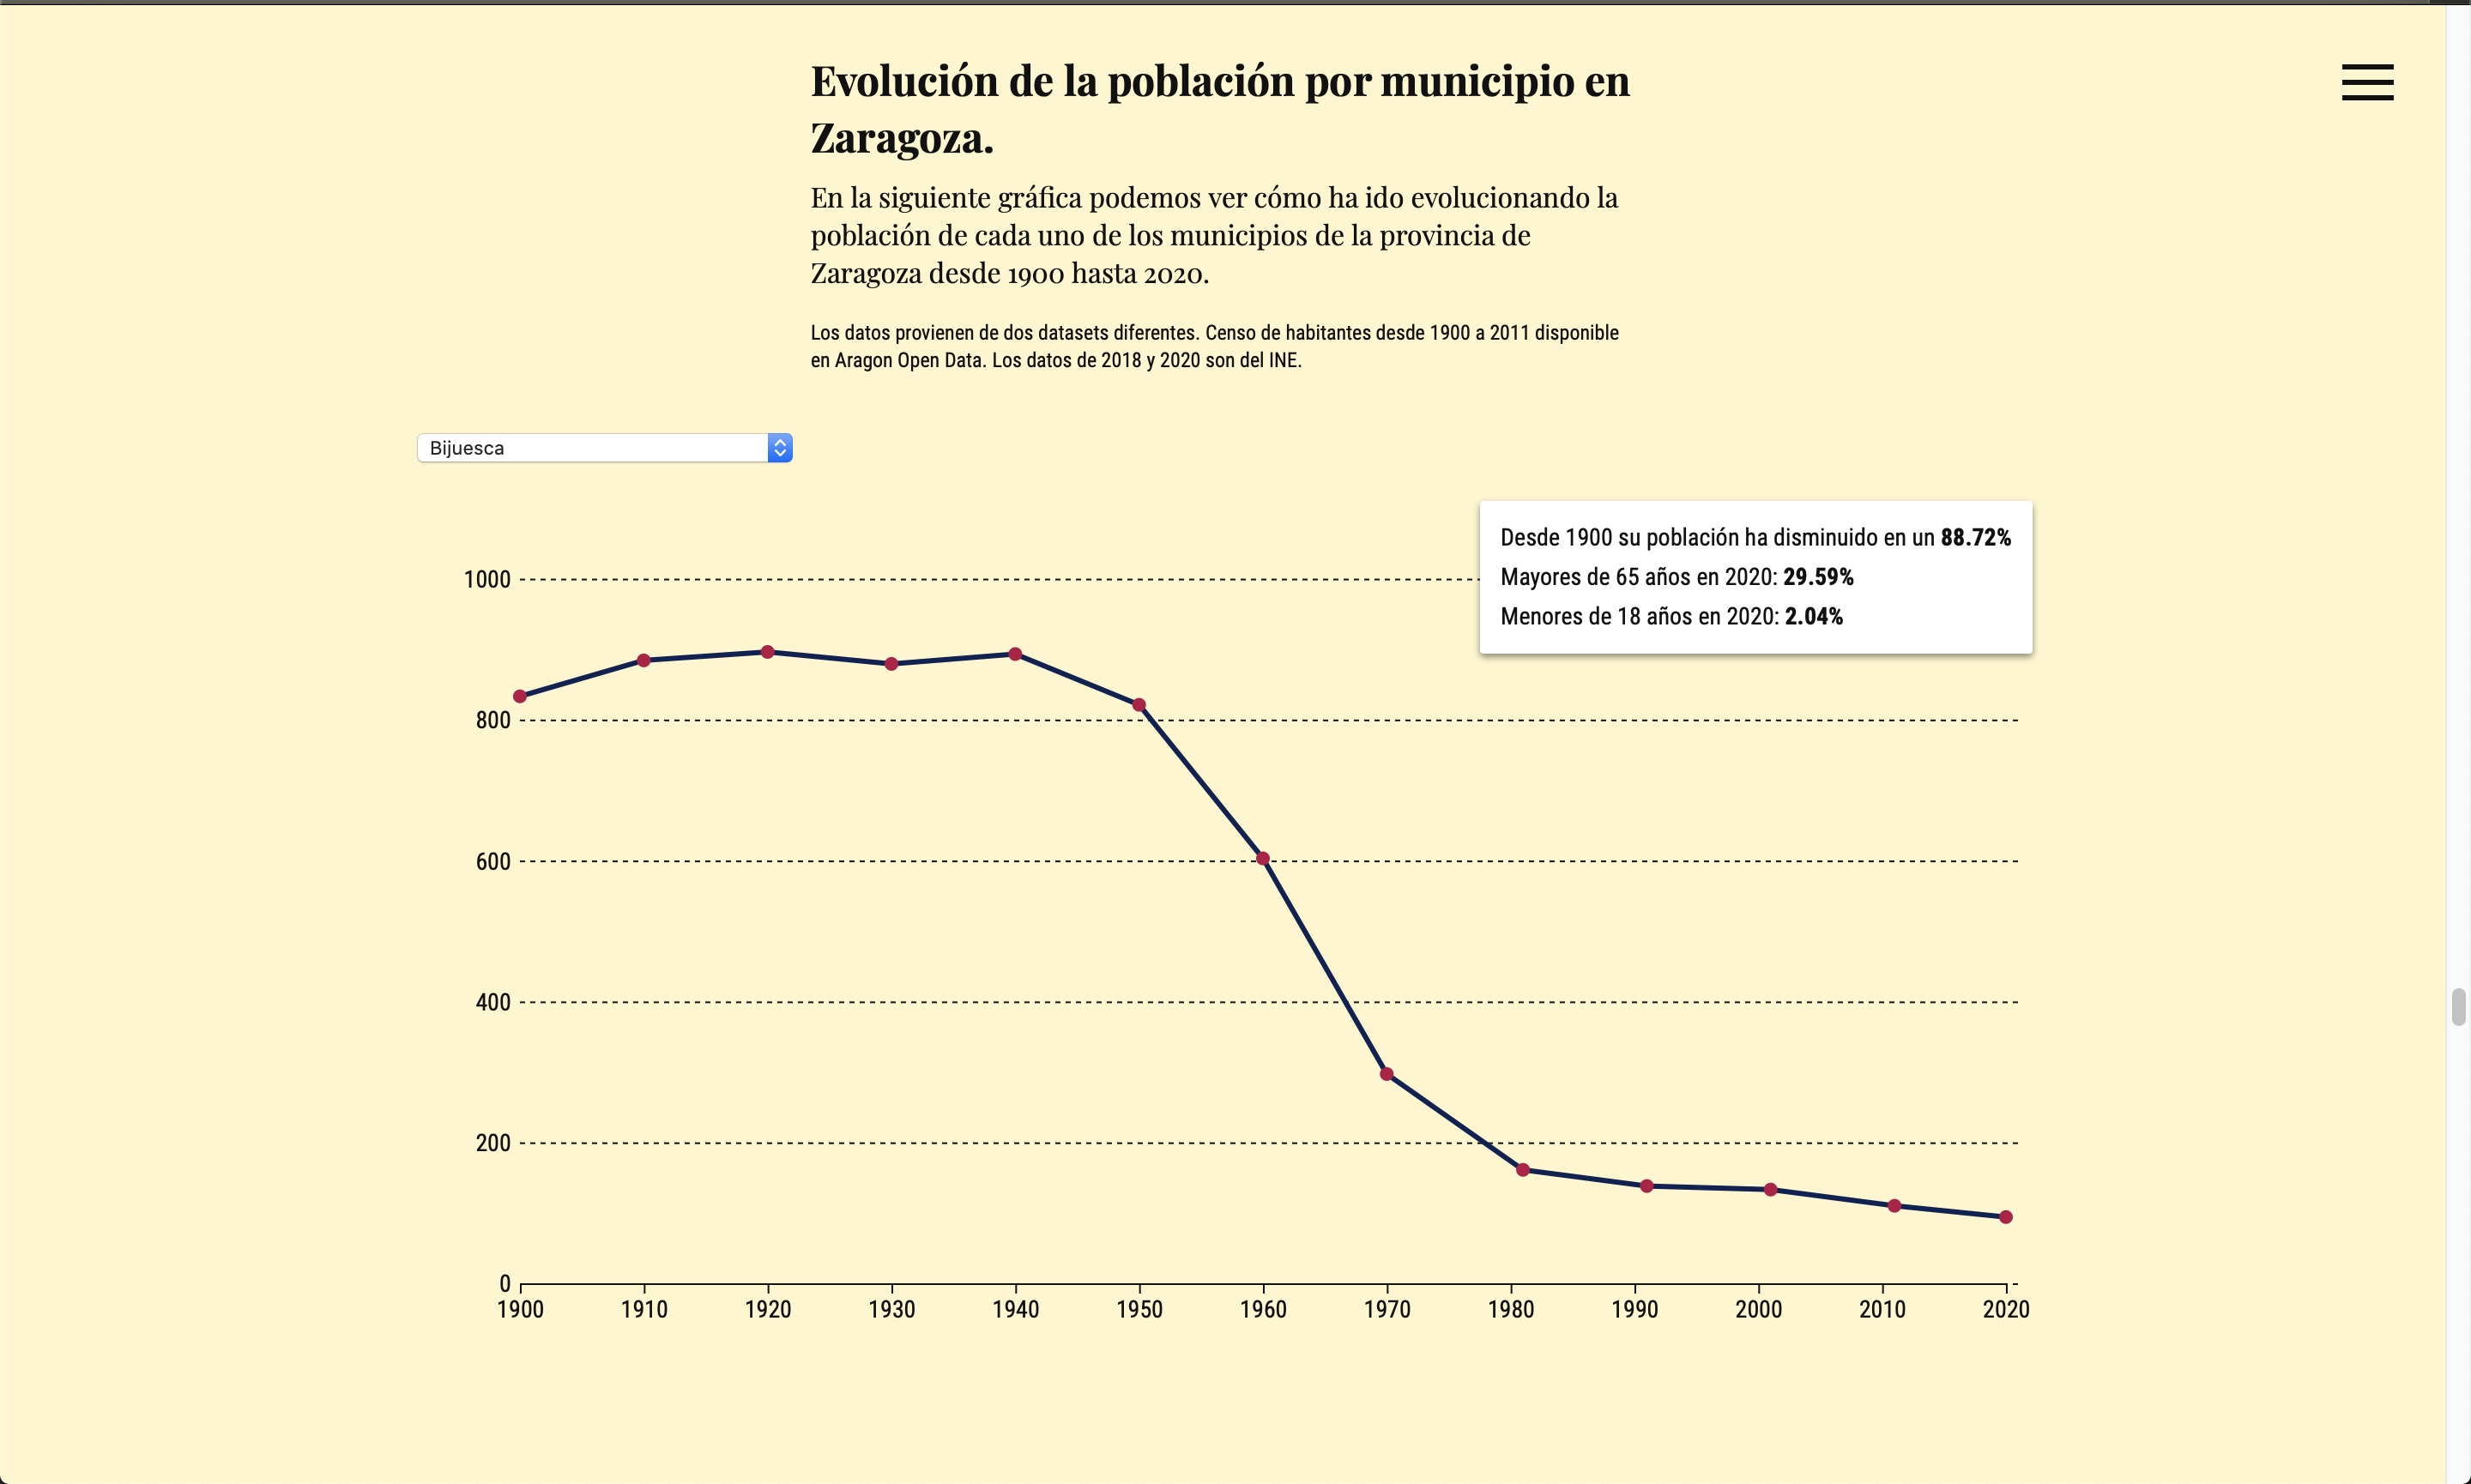 Evolución de la población por municipio en
Zaragoza.
En la siguiente gráfica podemos ver cómo ha ido evolucionando la
población de cada uno de los municipios de la provincia de
Zaragoza desde 1900 hasta 2020.
Los datos provienen de dos datasets diferentes. Censo de habitantes desde 1900 a 2011 disponible
en Aragon Open Data. Los datos de 2018 y 2020 son del INE.
Bijuesca
Desde 1900 su población ha disminuido en un 88.72%
Mayores de 65 años en 2020: 29.59%
Menores de 18 años en 2020: 2.04%
1000
800
600
400
200
0
1900 1910 1920 1930 1940 1950 1960 1970 1980 1990 2000 2010 2020